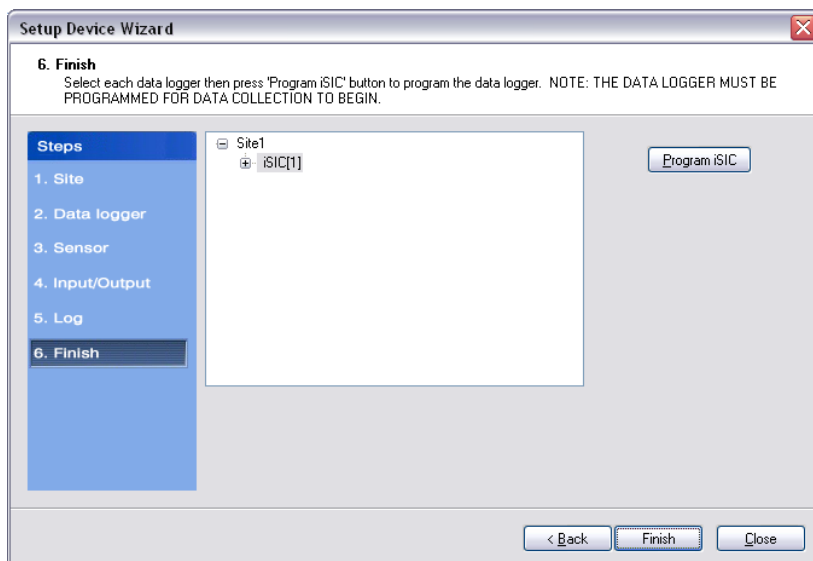 Setup Device Wizard
6. Finish
Select each data logger then press 'Program iSIC' button to program the data logger.  NOTE: THE DATA LOGGER MUST BE
PROGRAMMED FOR DATA COLLECTION TO BEGIN.
Steps
1. Site
2. Data logger
3. Sensor
4. Input/Output
5. Log
6. Finish
Site1
iSIC[1]
Program iSIC
< Back
Finish
Close